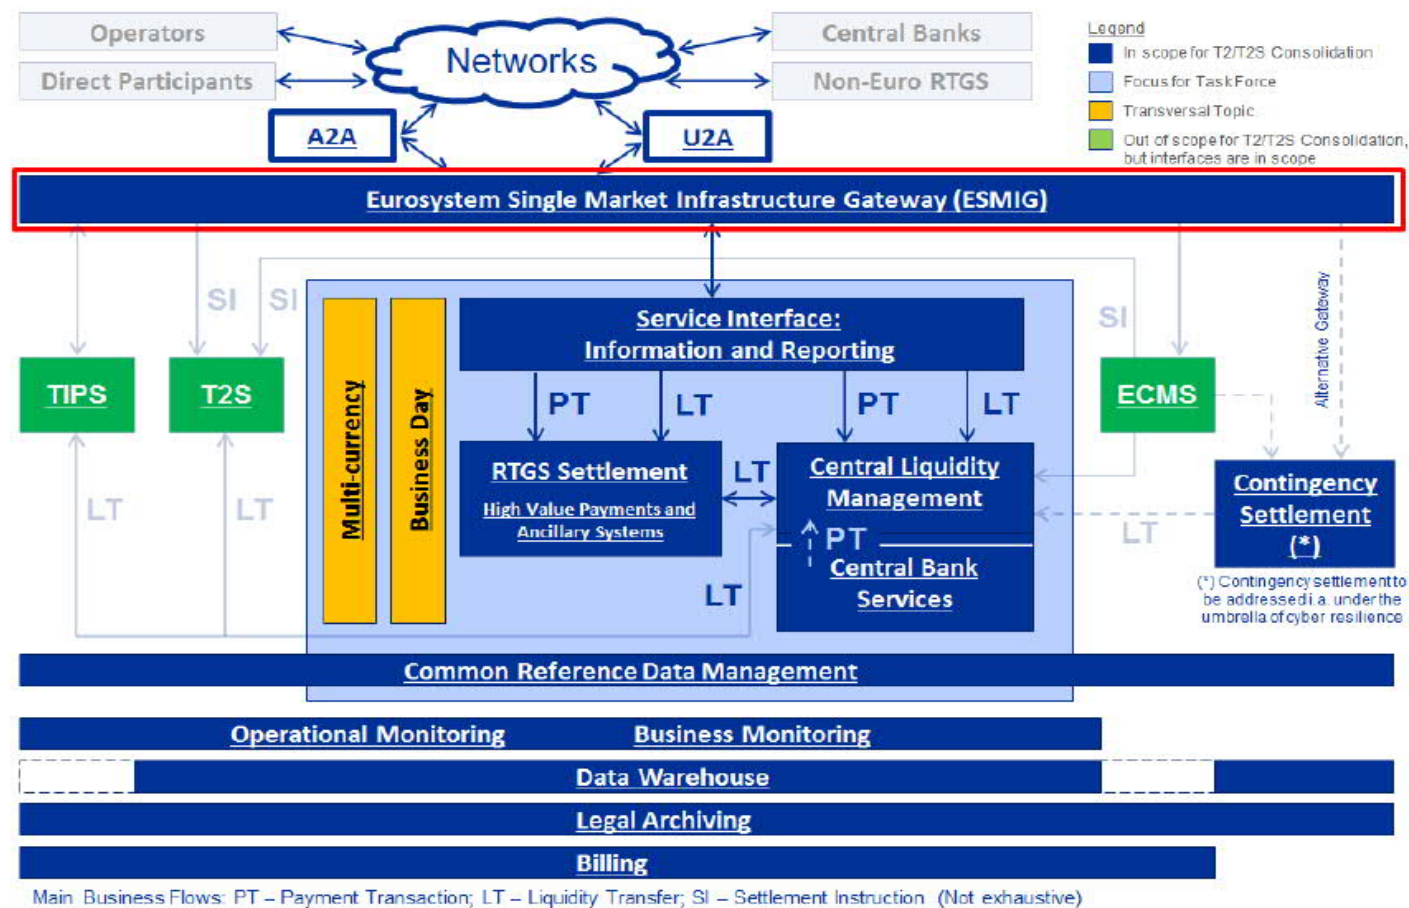 Operators
Networks
Central Banks
Direct Participants
Non-Euro RTGS
A2A
U2A
Legend
In scope for T2/T2S Consolidation
Focus for TaskForce
Transversal Topic
Out of scope for T2/T2S Consolidation,
but interfaces are in scope
Eurosystem Single Market Infrastructure Gateway (ESMIG)
SI
SI
SI
Alternative Gateway
Service Interface:
Information and Reporting
TIPS
T2S
Multi-currency
Business Day
PT
LT
PT
LT
ECMS
RTGS Settlement
High Value Payments and
Ancillary Systems
LT
Central Liquidity
Management
PT
Central Bank
Services
LT
LT
LT
LT
Contingency
Settlement
(*)
(*) Contingency settlement to
be addressed i.a. under the
umbrella of cyber resilience
Common Reference Data Management
Operational Monitoring
Business Monitoring
Data Warehouse
Legal Archiving
Billing
Main Business Flows: PT – Payment Transaction; LT – Liquidity Transfer; SI – Settlement Instruction (Not exhaustive)